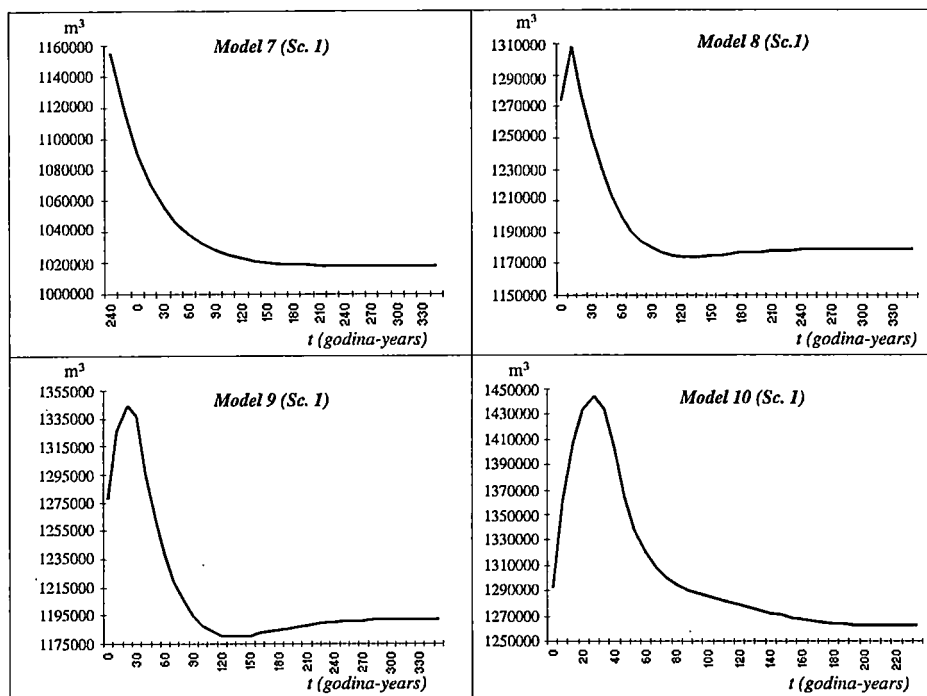 m³
Model 7 (Sc. 1)
1160000
1140000
1120000
1100000
1080000
1060000
1040000
1020000
1000000
240 0 30 60 90 120 150 180 210 240 270 300 330
t (godina-years)
m³
Model 8 (Sc.1)
1310000
1290000
1270000
1250000
1230000
1210000
1190000
1170000
1150000
0 30 60 90 120 150 180 210 240 270 300 330
t (godina-years)
m³
Model 9 (Sc. 1)
1355000
1335000
1315000
1295000
1275000
1255000
1235000
1215000
1195000
1175000
0 30 60 90 120 150 180 210 240 270 300 330
t (godina-years)
m³
Model 10 (Sc. 1)
1450000
1430000
1410000
1390000
1370000
1350000
1330000
1310000
1290000
1270000
1250000
0 20 40 60 80 100 120 140 160 180 200 220
t (godina-years)